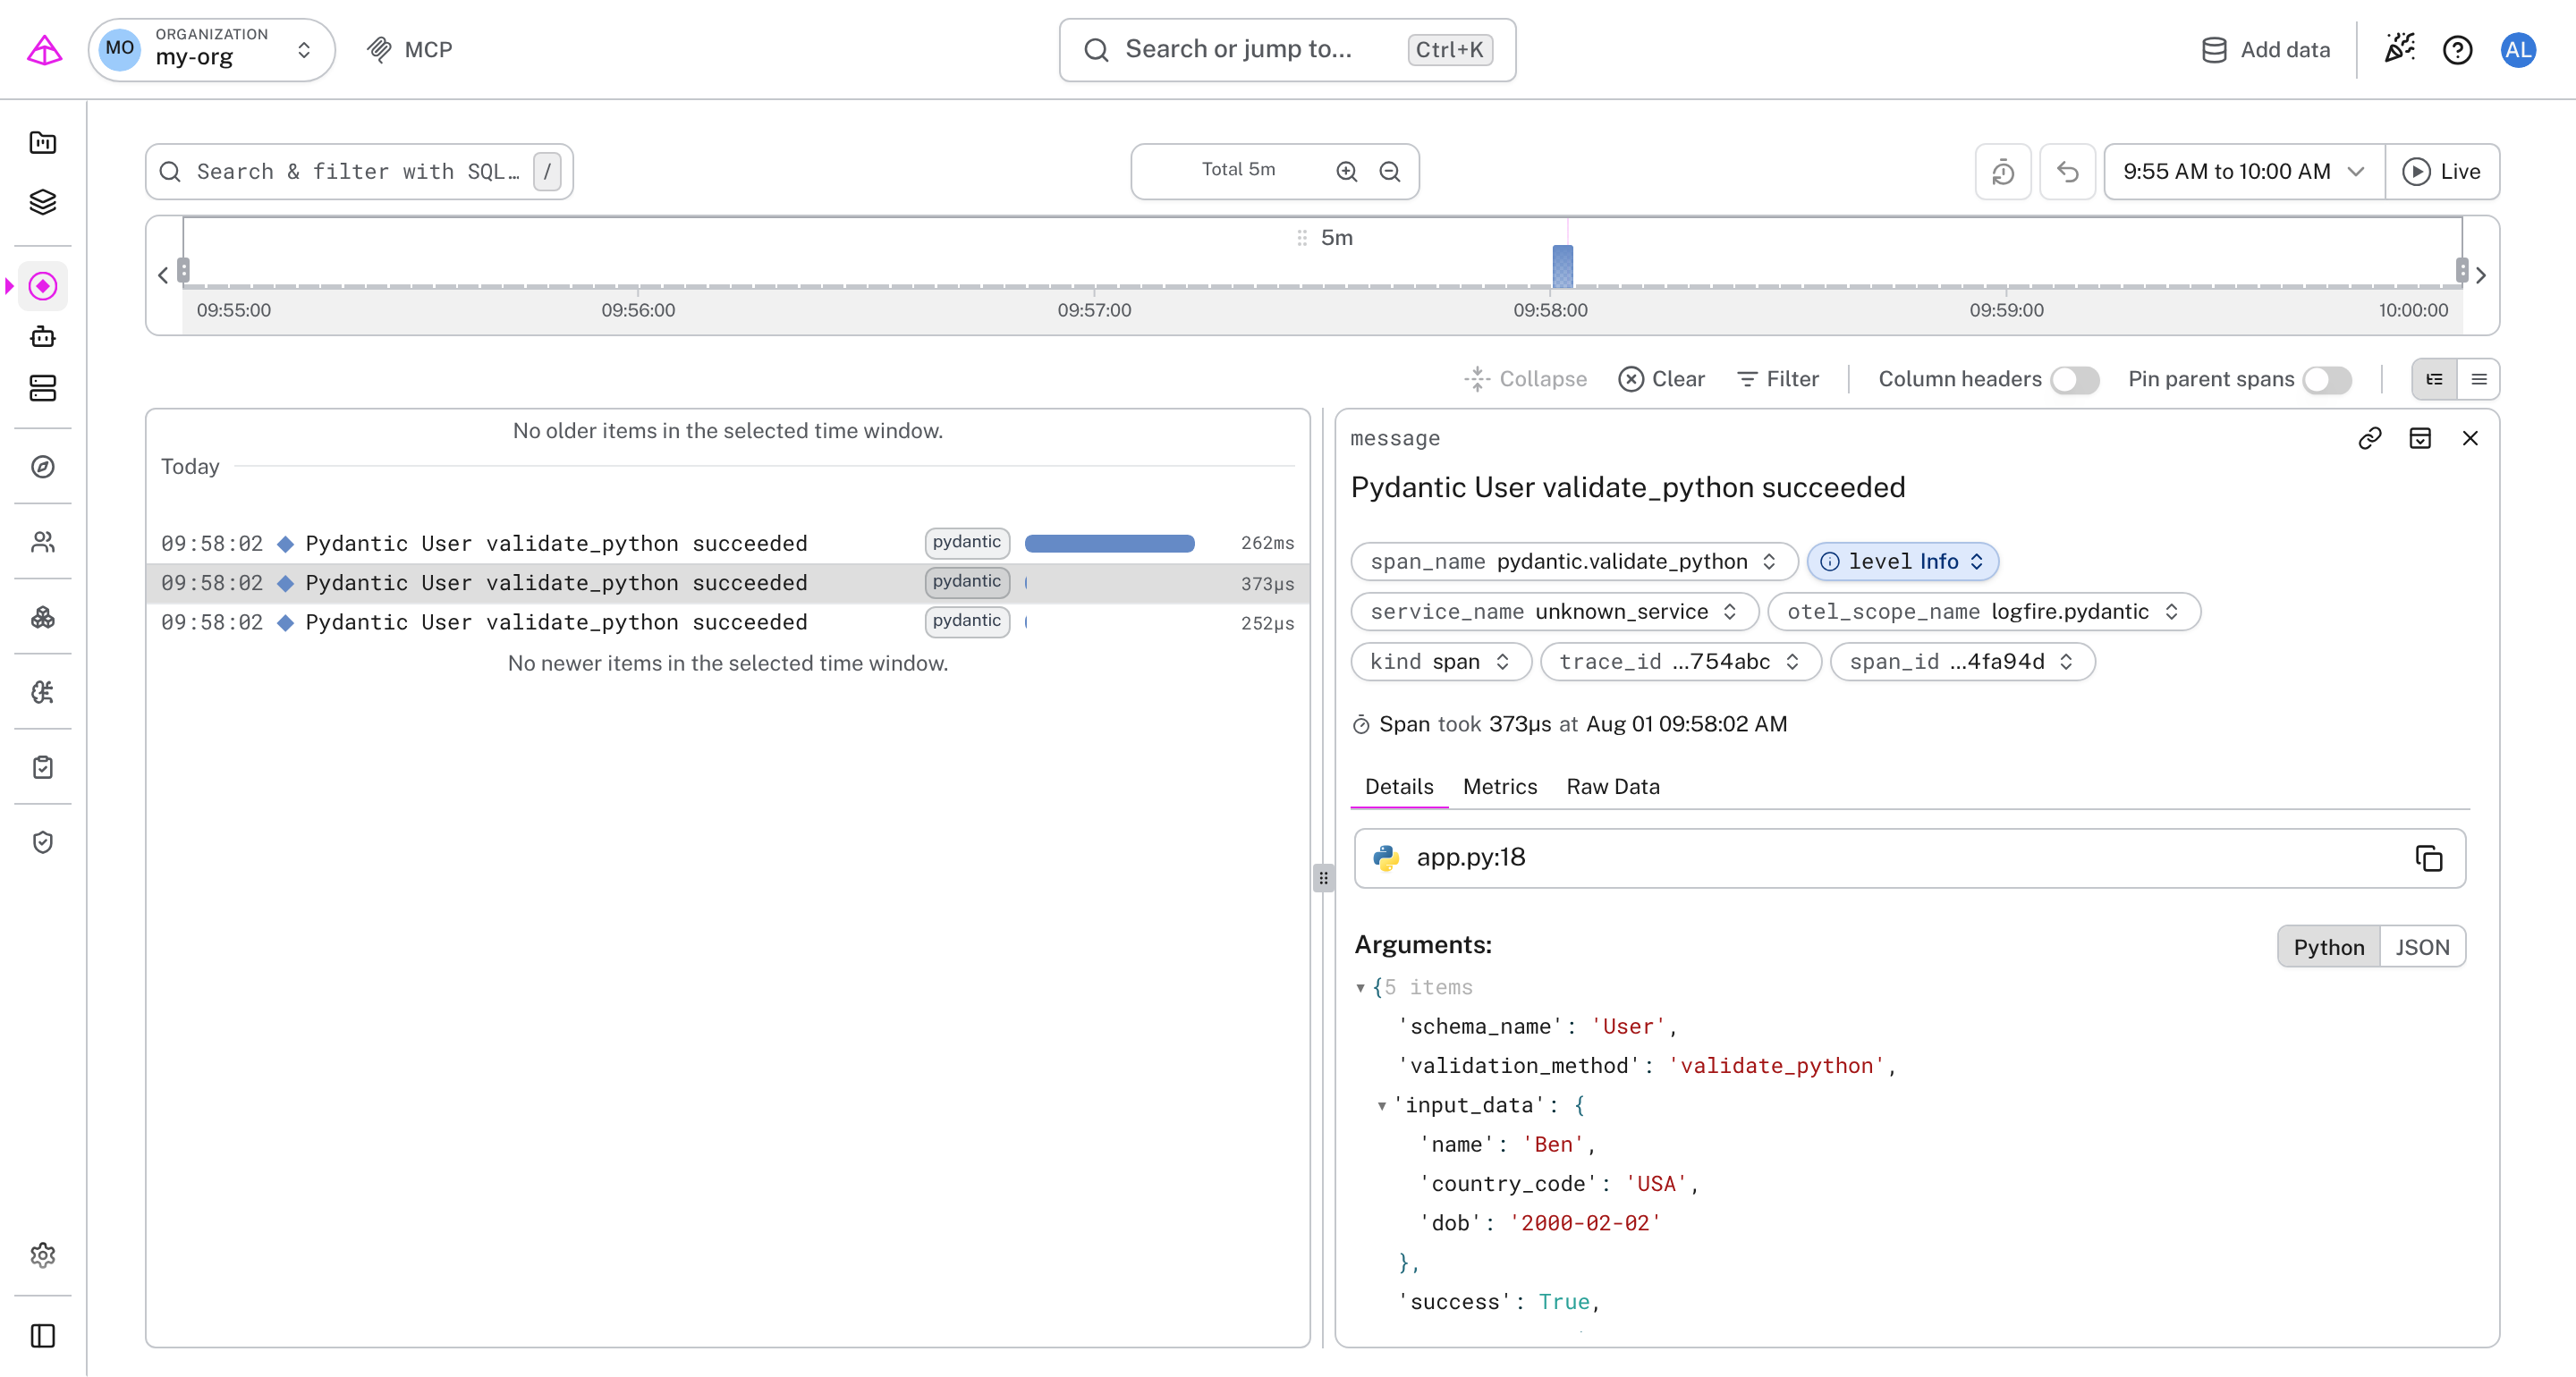 MO ORGANIZATION my-org MCP Search or jump to... Ctrl+K Add data AL
Search & filter with SQL… / Total 5m 9:55 AM to 10:00 AM Live
5m
09:55:00 09:56:00 09:57:00 09:58:00 09:59:00 10:00:00
Collapse Clear Filter Column headers Pin parent spans
No older items in the selected time window.
Today
09:58:02 Pydantic User validate_python succeeded pydantic 262ms
09:58:02 Pydantic User validate_python succeeded pydantic 373µs
09:58:02 Pydantic User validate_python succeeded pydantic 252µs
No newer items in the selected time window.
message
Pydantic User validate_python succeeded
span_name pydantic.validate_python level Info
service_name unknown_service otel_scope_name logfire.pydantic
kind span trace_id ...754abc span_id ...4fa94d
Span took 373µs at Aug 01 09:58:02 AM
Details Metrics Raw Data
app.py:18
Arguments: Python JSON
{5 items
'schema_name': 'User',
'validation_method': 'validate_python',
'input_data': {
'name': 'Ben',
'country_code': 'USA',
'dob': '2000-02-02'
},
'success': True,